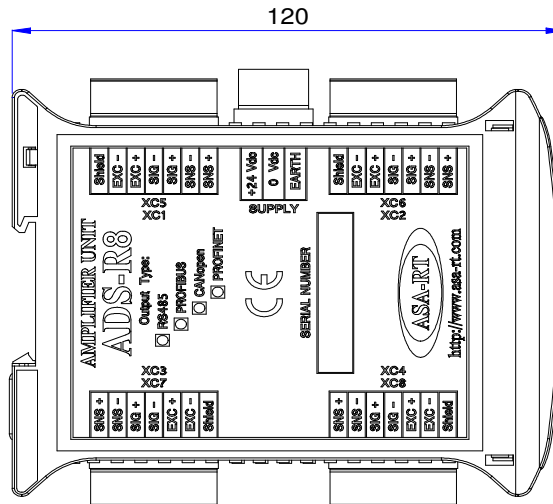 120
Shield
EXC -
EXC +
SIG -
SIG +
SNS -
SNS +
XC5
XC1
+24 Vdc
0 Vdc
EARTH
SUPPLY
Shield
EXC -
EXC +
SIG -
SIG +
SNS -
SNS +
XC6
XC2
AMPLIFIER UNIT
ADS-R8
Output Type:
RS485
PROFIBUS
CANopen
PROFINET
CE
SERIAL NUMBER
ASA-RT
http://www.asa-rt.com
XC3
XC7
SNS +
SNS -
SIG +
SIG -
EXC +
EXC -
Shield
XC4
XC8
SNS +
SNS -
SIG +
SIG -
EXC +
EXC -
Shield